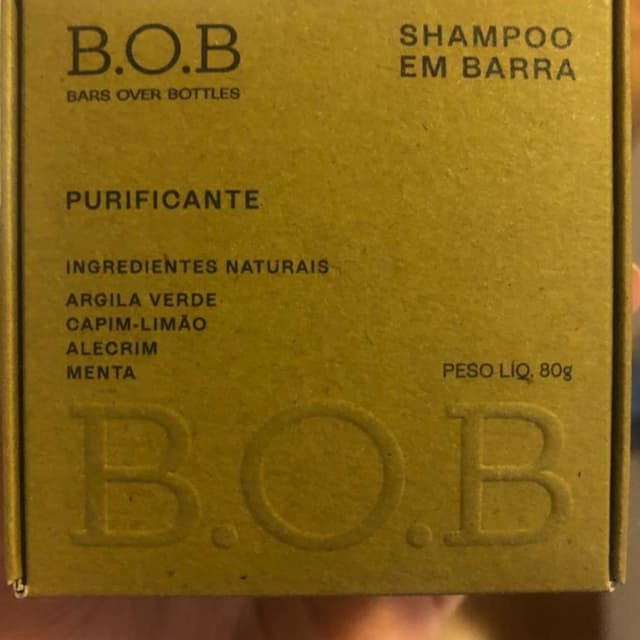 B.O.B
BARS OVER BOTTLES
SHAMPOO
EM BARRA
PURIFICANTE
INGREDIENTES NATURAIS
ARGILA VERDE
CAPIM-LIMÃO
ALECRIM
MENTA
PESO LÍQ. 80g
B.O.B